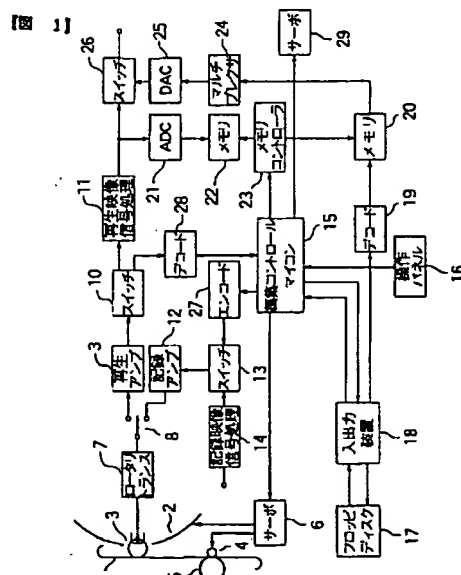 【図 1】
26
スイッチ
25
DAC
24
マルチ
プレクサ
サーボ
29
11
再生映像
信号処理
ADC
21
メモリ
22
メモリ
コントローラ
23
メモリ
20
10
スイッチ
28
デコード
27
エンコード
編集コントロール
マイコン
15
デコード
19
操作
パネル
16
3
再生
アンプ
12
記録
アンプ
スイッチ
13
記録映像
信号処理
14
入出力
装置
18
7
ロータリ
トランス
8
3
2
4
サーボ
6
フロッピ
ディスク
17